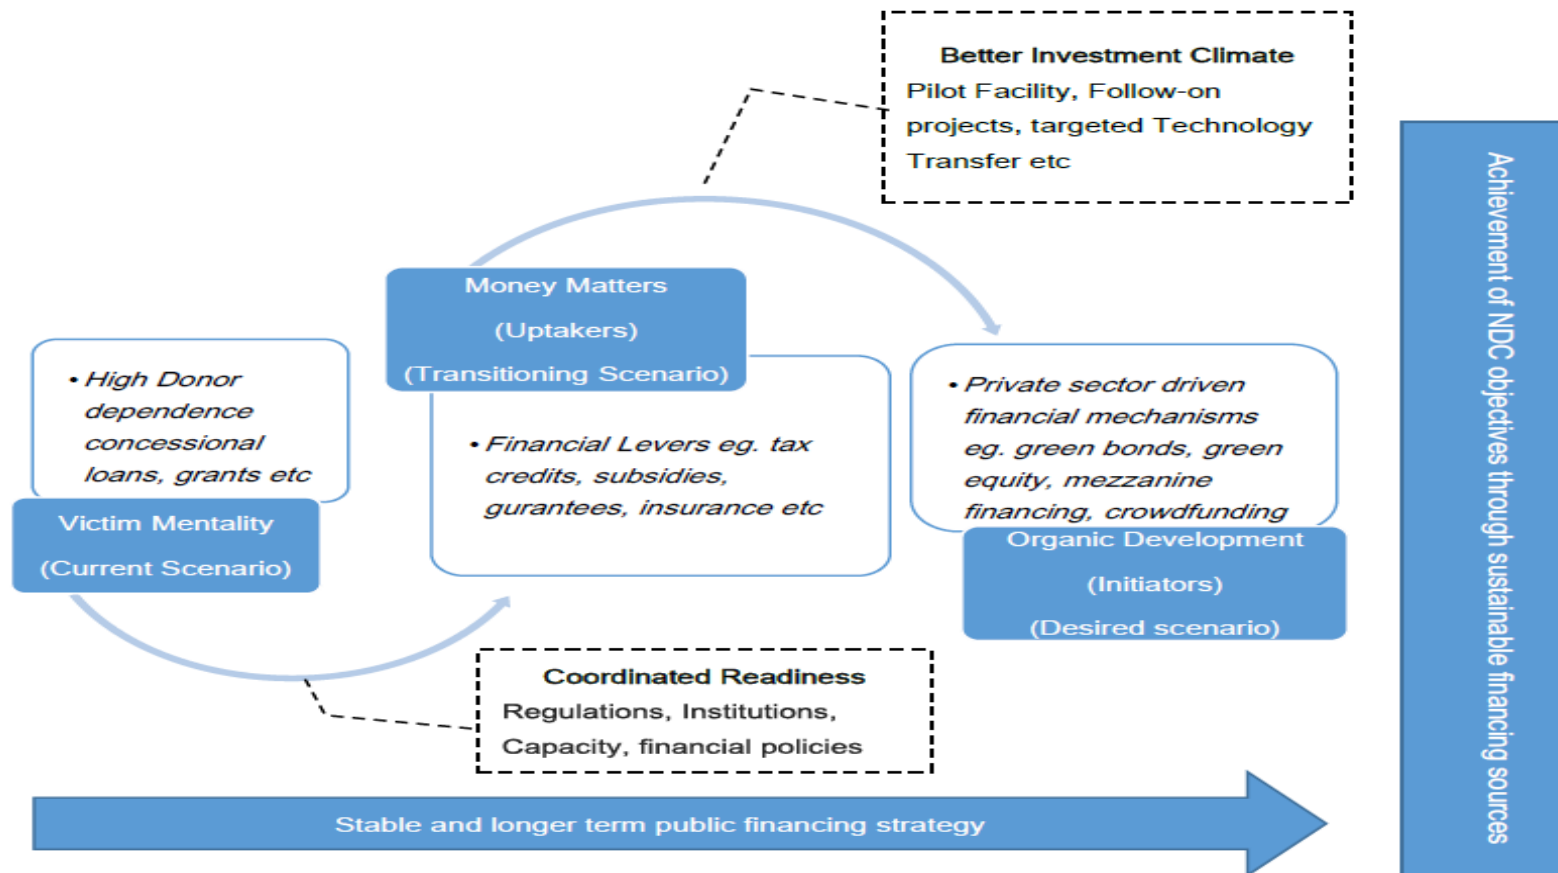 Better Investment Climate
Pilot Facility, Follow-on
projects, targeted Technology
Transfer etc
Money Matters
(Uptakers)
(Transitioning Scenario)
• High Donor
dependence
concessional
loans, grants etc
Victim Mentality
(Current Scenario)
• Financial Levers eg. tax
credits, subsidies,
gurantees, insurance etc
• Private sector driven
financial mechanisms
eg. green bonds, green
equity, mezzanine
financing, crowdfunding
Organic Development
(Initiators)
(Desired scenario)
Coordinated Readiness
Regulations, Institutions,
Capacity, financial policies
Stable and longer term public financing strategy
Achievement of NDC objectives through sustainable financing sources